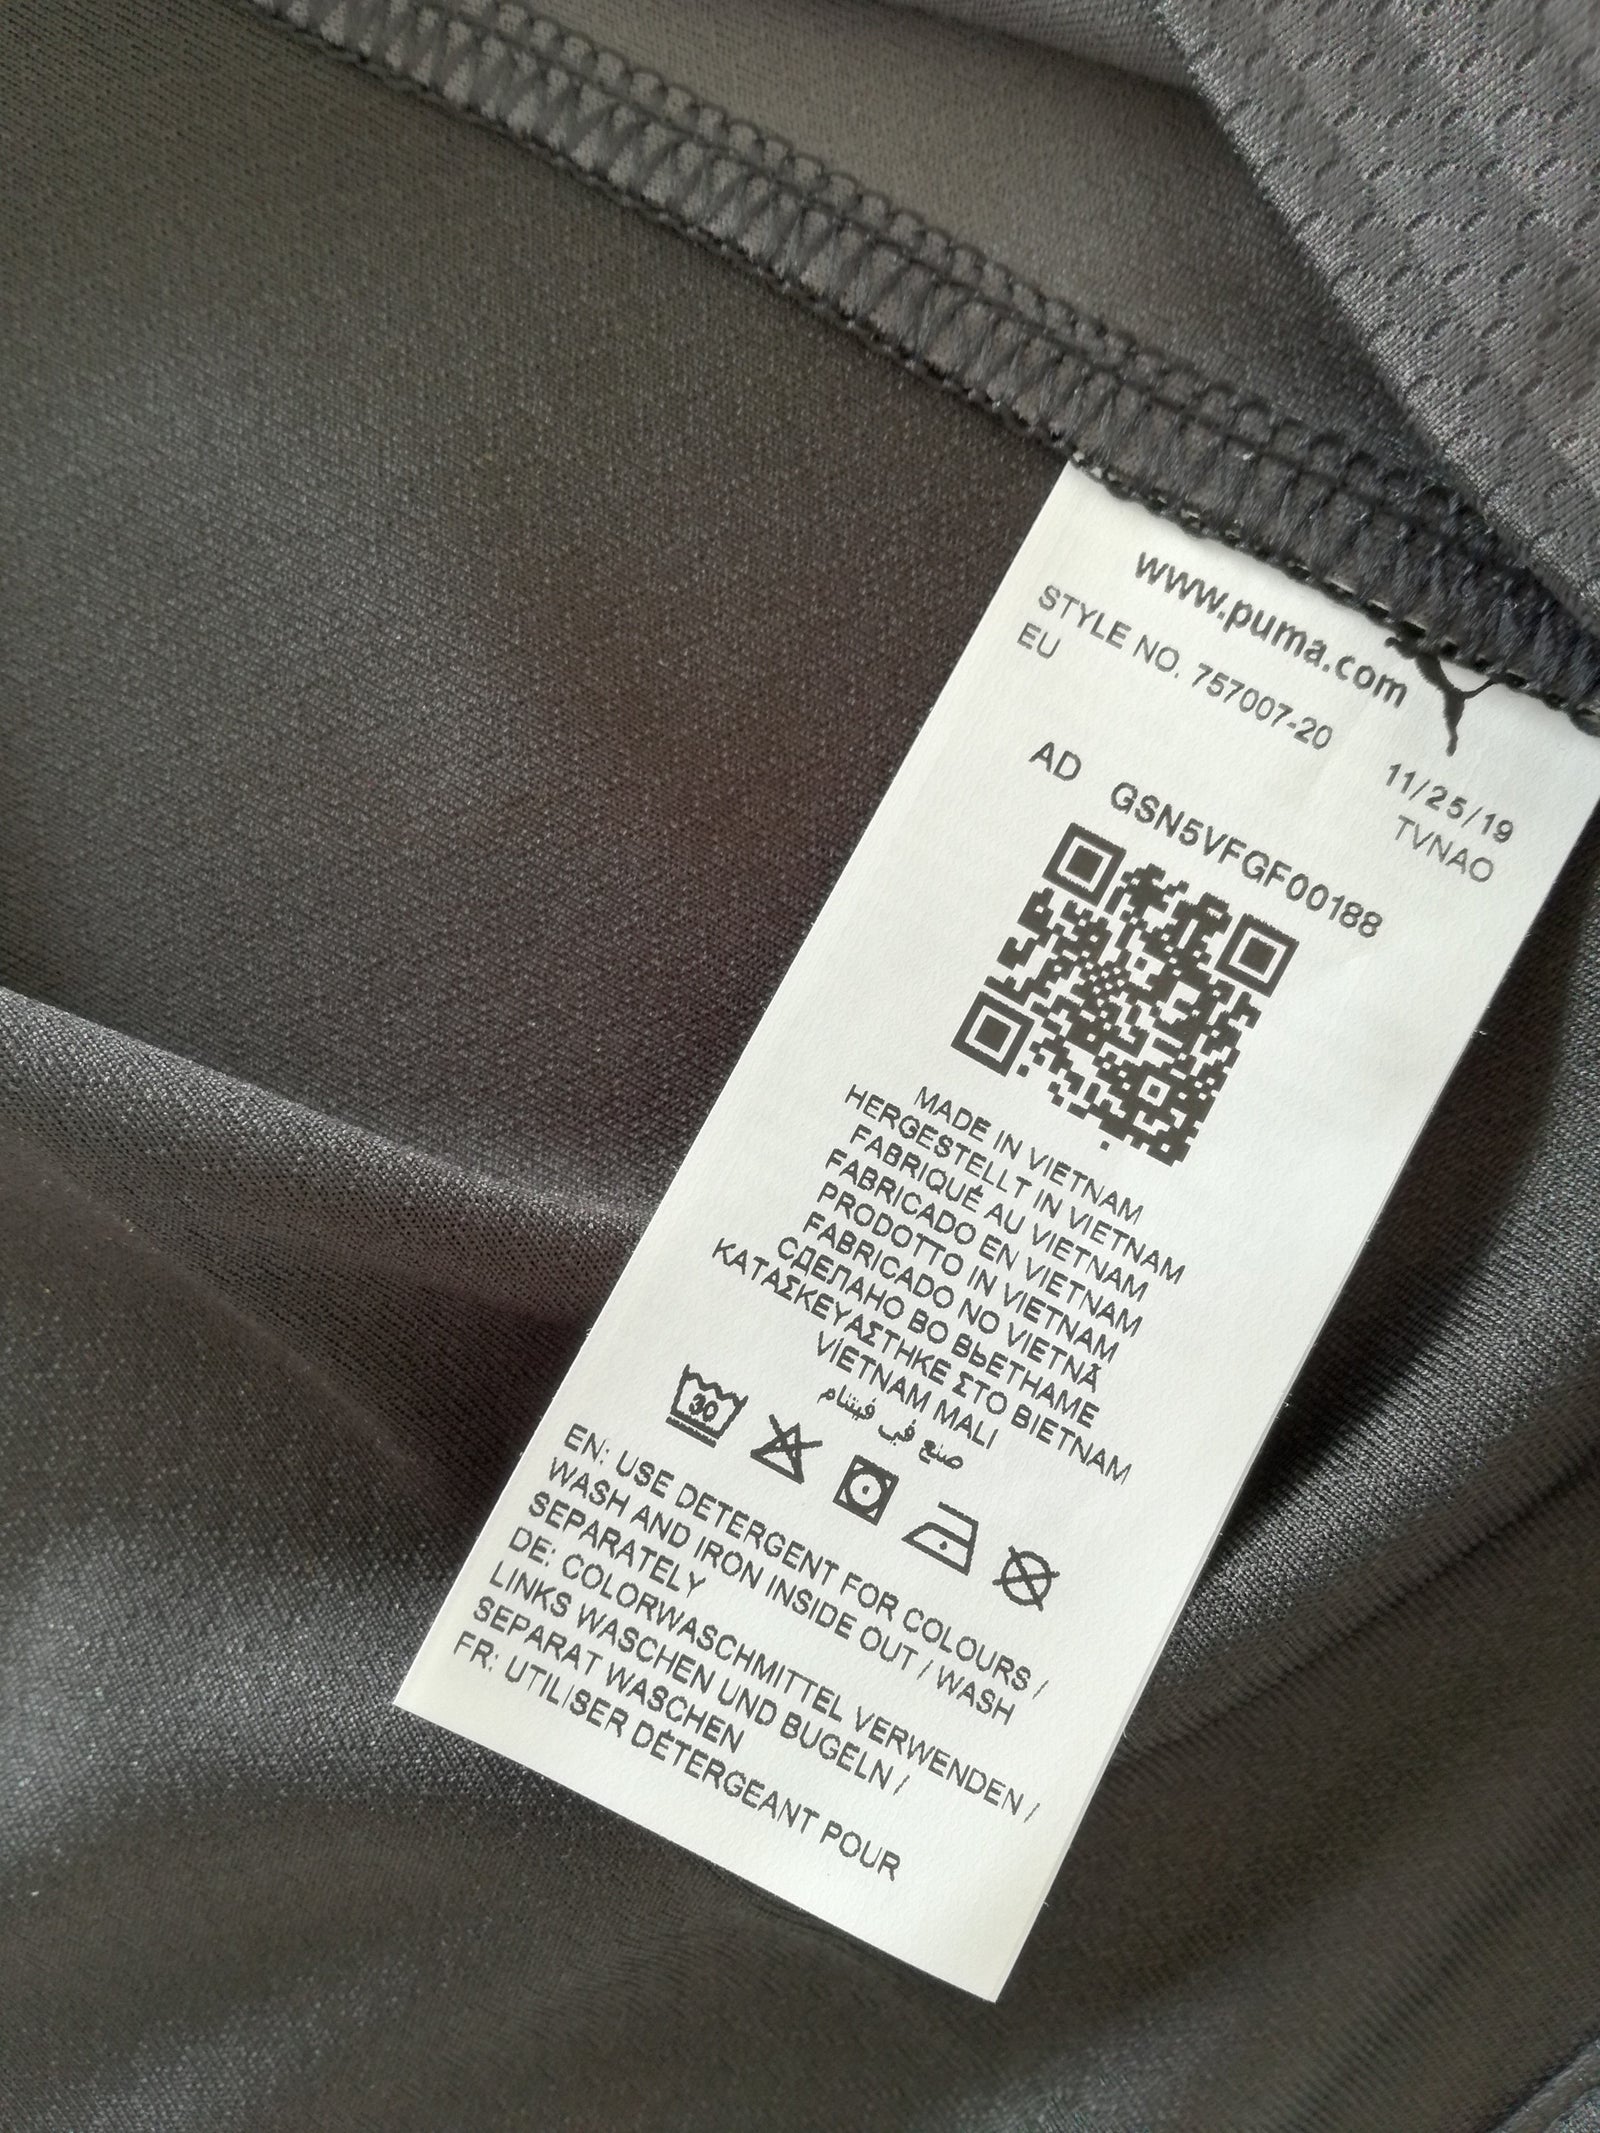 www.puma.com
STYLE NO. 757007-20 11/25/19
EU TVNAO
AD GSN5VFGF00188
MADE IN VIETNAM
HERGESTELLT IN VIETNAM
FABRIQUÉ AU VIETNAM
FABRICADO EN VIETNAM
PRODOTTO IN VIETNAM
FABRICADO NO VIETNÃ
СДЕЛАНО ВО ВЬЕТНАМЕ
ΚΑΤΑΣΚΕΥΑΣΤΗΚΕ ΣΤΟ ΒΙΕΤΝΑΜ
VİETNAM MALI
صنع في فيتنام
30
EN: USE DETERGENT FOR COLOURS /
WASH AND IRON INSIDE OUT / WASH
SEPARATELY
DE: COLORWASCHMITTEL VERWENDEN /
LINKS WASCHEN UND BUGELN /
SEPARAT WASCHEN
FR: UTILISER DÉTERGEANT POUR